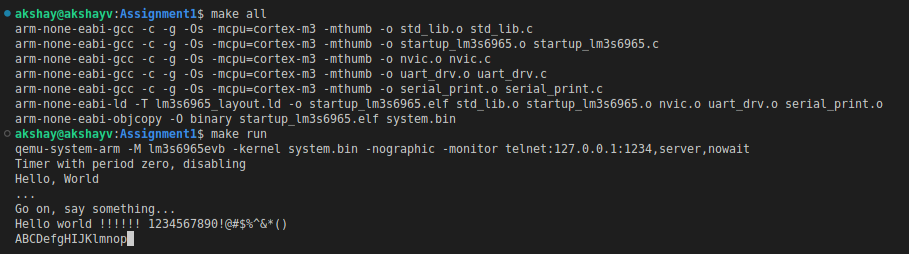 akshay@akshayv:Assignment1$ make all
arm-none-eabi-gcc -c -g -Os -mcpu=cortex-m3 -mthumb -o std_lib.o std_lib.c
arm-none-eabi-gcc -c -g -Os -mcpu=cortex-m3 -mthumb -o startup_lm3s6965.o startup_lm3s6965.c
arm-none-eabi-gcc -c -g -Os -mcpu=cortex-m3 -mthumb -o nvic.o nvic.c
arm-none-eabi-gcc -c -g -Os -mcpu=cortex-m3 -mthumb -o uart_drv.o uart_drv.c
arm-none-eabi-gcc -c -g -Os -mcpu=cortex-m3 -mthumb -o serial_print.o serial_print.c
arm-none-eabi-ld -T lm3s6965_layout.ld -o startup_lm3s6965.elf std_lib.o startup_lm3s6965.o nvic.o uart_drv.o serial_print.o
arm-none-eabi-objcopy -O binary startup_lm3s6965.elf system.bin
akshay@akshayv:Assignment1$ make run
qemu-system-arm -M lm3s6965evb -kernel system.bin -nographic -monitor telnet:127.0.0.1:1234,server,nowait
Timer with period zero, disabling
Hello, World
...
Go on, say something...
Hello world !!!!!! 1234567890!@#$%^&*()
ABCDefgHIJKlmnop